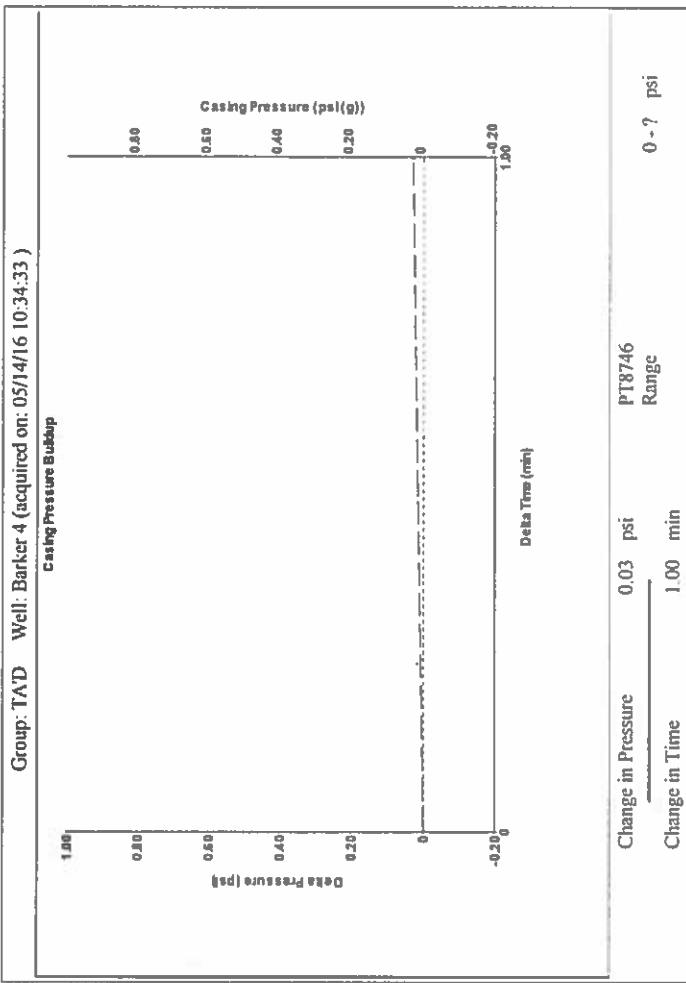 Group: TA'D Well: Barker 4 (acquired on: 05/14/16 10:34:33 )
Casing Pressure Buildup
Delta Pressure (psi)
1.00
0.80
0.60
0.40
0.20
0
-0.20
Casing Pressure (psi(g))
0.80
0.60
0.40
0.20
0
-0.20
0
1.00
Delta Time (min)
Change in Pressure 0.03 psi PT8746
Range 0 - ? psi
Change in Time 1.00 min